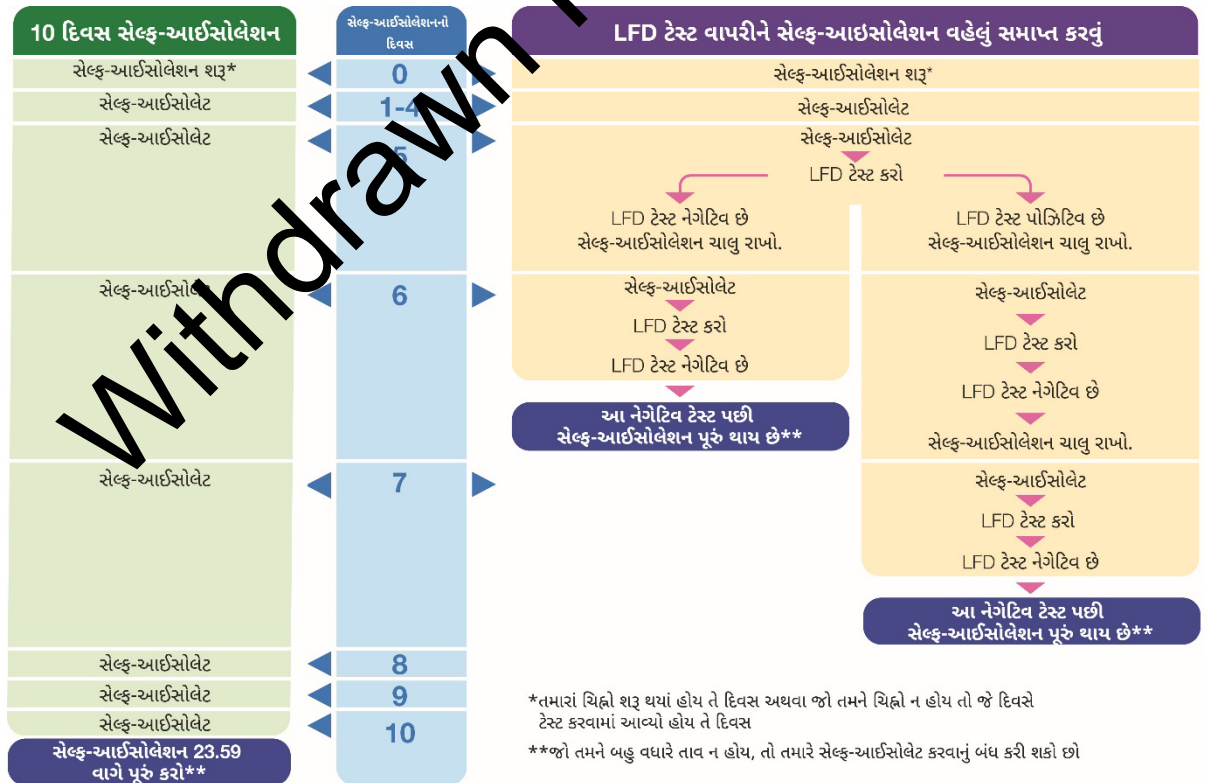 10 દિવસ સેલ્ફ-આઈસોલેશન
સેલ્ફ-આઈસોલેશન શરૂ*
સેલ્ફ-આઈસોલેટ
સેલ્ફ-આઈસોલેટ
સેલ્ફ-આઈસોલેટ
સેલ્ફ-આઈસોલેટ
સેલ્ફ-આઈસોલેટ
સેલ્ફ-આઈસોલેટ
સેલ્ફ-આઈસોલેટ
સેલ્ફ-આઈસોલેશન 23.59
વાગે પૂરું કરો**
સેલ્ફ-આઈસોલેશનનો
દિવસ
0
1-4
5
6
7
8
9
10
LFD ટેસ્ટ વાપરીને સેલ્ફ-આઇસોલેશન વહેલું સમાપ્ત કરવું
સેલ્ફ-આઈસોલેશન શરૂ*
સેલ્ફ-આઈસોલેટ
સેલ્ફ-આઈસોલેટ
LFD ટેસ્ટ કરો
LFD ટેસ્ટ નેગેટિવ છે
સેલ્ફ-આઈસોલેશન ચાલુ રાખો.
સેલ્ફ-આઈસોલેટ
LFD ટેસ્ટ કરો
LFD ટેસ્ટ નેગેટિવ છે
આ નેગેટિવ ટેસ્ટ પછી
સેલ્ફ-આઈસોલેશન પૂરું થાય છે**
LFD ટેસ્ટ પોઝિટિવ છે
સેલ્ફ-આઈસોલેશન ચાલુ રાખો.
સેલ્ફ-આઈસોલેટ
LFD ટેસ્ટ કરો
LFD ટેસ્ટ નેગેટિવ છે
સેલ્ફ-આઈસોલેશન ચાલુ રાખો.
સેલ્ફ-આઈસોલેટ
LFD ટેસ્ટ કરો
LFD ટેસ્ટ નેગેટિવ છે
આ નેગેટિવ ટેસ્ટ પછી
સેલ્ફ-આઈસોલેશન પૂરું થાય છે**
*તમારાં ચિહ્નો શરૂ થયાં હોય તે દિવસ અથવા જો તમને ચિહ્નો ન હોય તો જે દિવસે
ટેસ્ટ કરવામાં આવ્યો હોય તે દિવસ
**જો તમને બહુ વધારે તાવ ન હોય, તો તમારે સેલ્ફ-આઈસોલેટ કરવાનું બંધ કરી શકો છો
Withdrawn